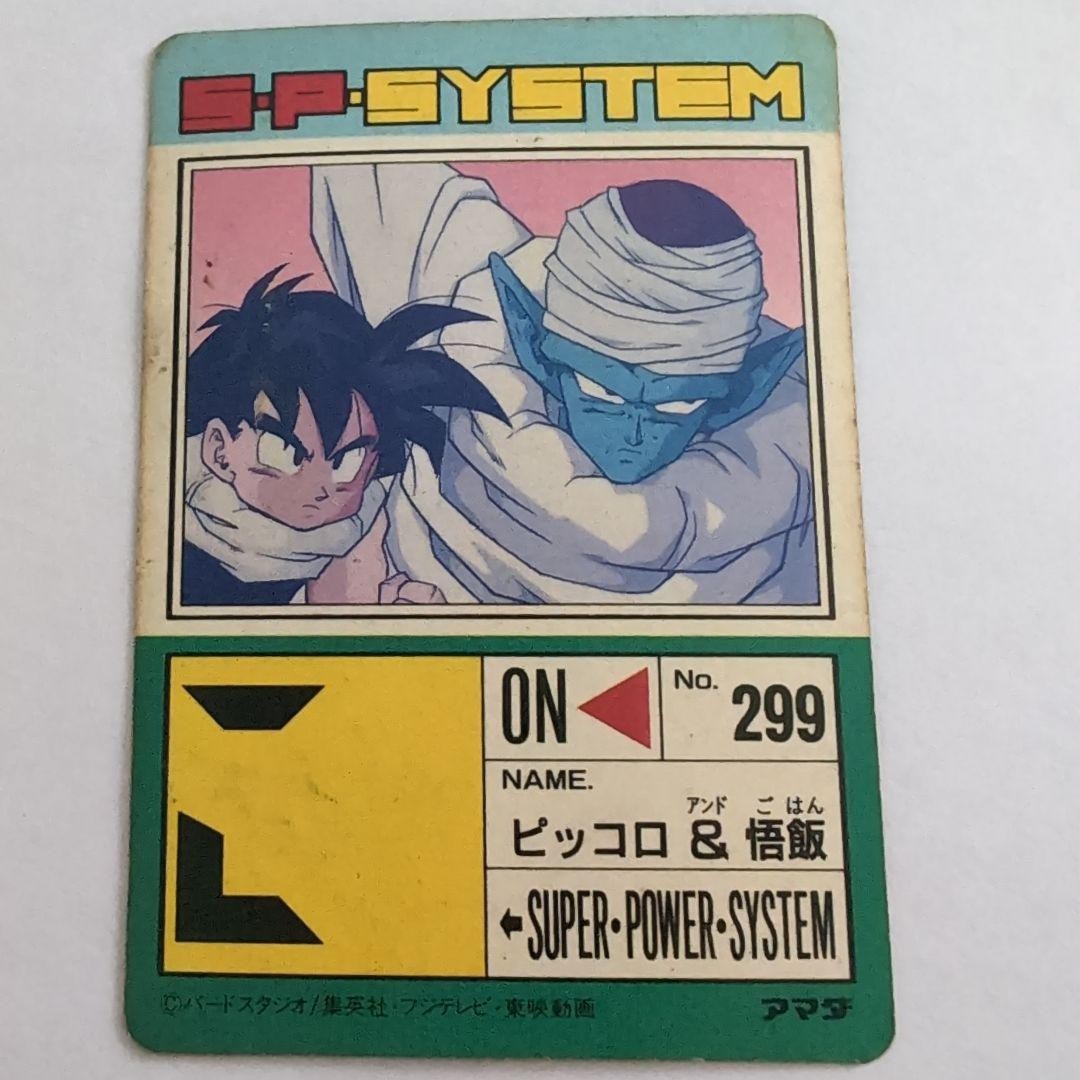 S·P·SYSTEM
ON
No. 299
NAME.
アンド ご はん
ピッコロ & 悟飯
←SUPER·POWER·SYSTEM
©バードスタジオ/集英社·フジテレビ·東映動画
アマダ